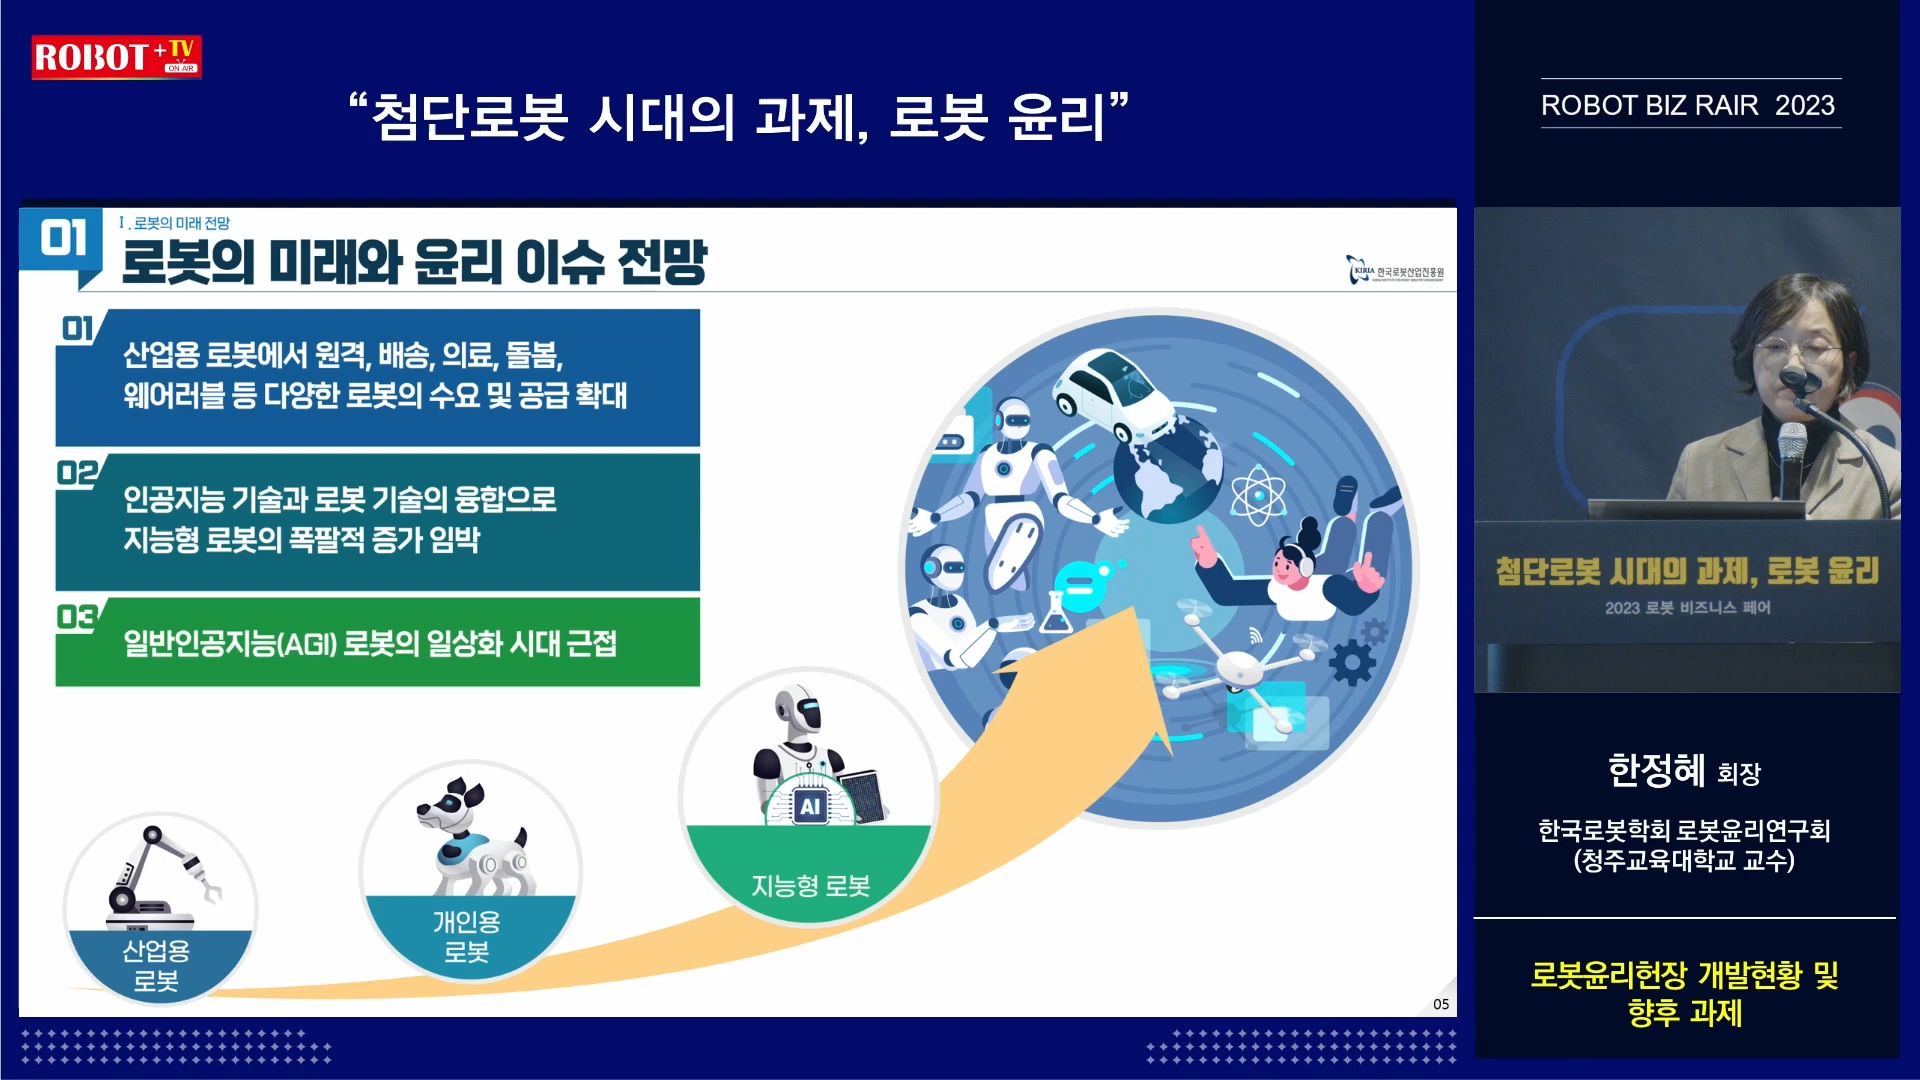 ROBOT+TV
ON AIR
“첨단로봇 시대의 과제, 로봇 윤리”
ROBOT BIZ RAIR 2023
01
Ⅰ. 로봇의 미래 전망
로봇의 미래와 윤리 이슈 전망
KIRIA 한국로봇산업진흥원
01
산업용 로봇에서 원격, 배송, 의료, 돌봄,
웨어러블 등 다양한 로봇의 수요 및 공급 확대
02
인공지능 기술과 로봇 기술의 융합으로
지능형 로봇의 폭팔적 증가 임박
03
일반인공지능(AGI) 로봇의 일상화 시대 근접
산업용
로봇
개인용
로봇
AI
지능형 로봇
05
첨단로봇 시대의 과제, 로봇 윤리
2023 로봇 비즈니스 페어
한정혜 회장
한국로봇학회 로봇윤리연구회
(청주교육대학교 교수)
로봇윤리헌장 개발현황 및
향후 과제